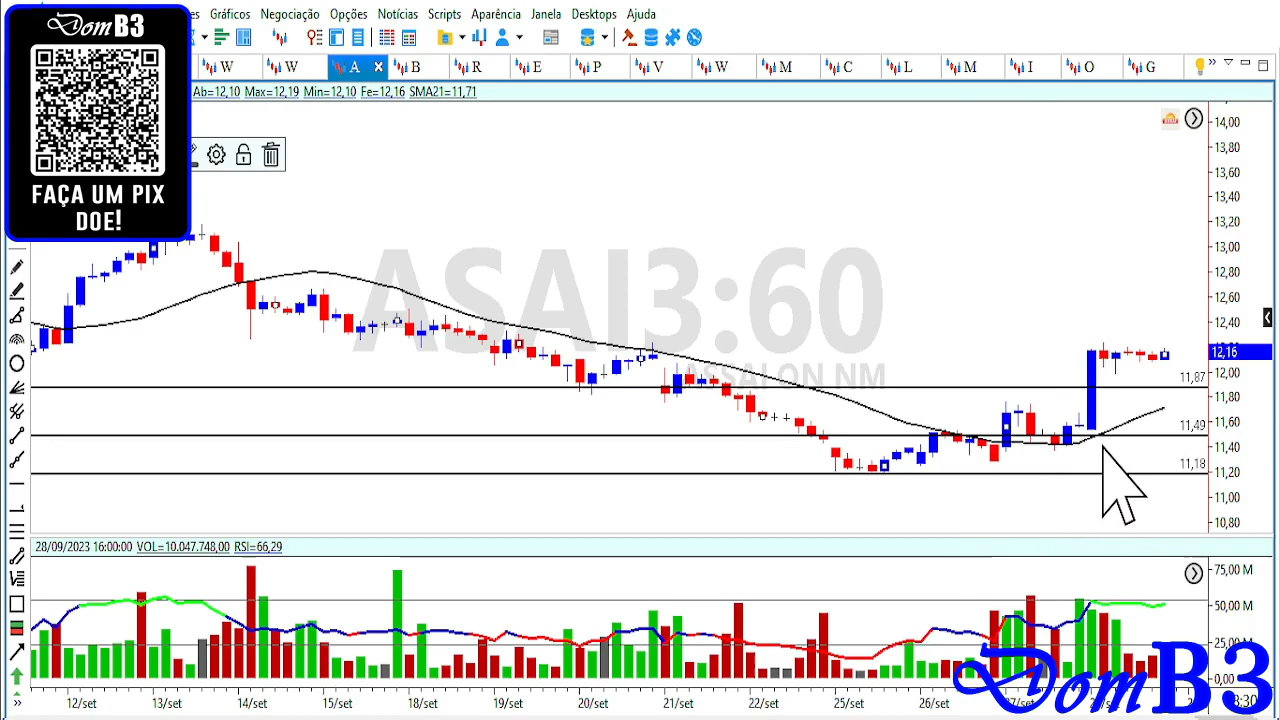 DomB3
FAÇA UM PIX
DOE!
Gráficos Negociação Opções Notícias Scripts Aparência Janela Desktops Ajuda
W W A B R E P V W M C L M I O G
Ab=12,10 Max=12,19 Min=12,10 Fe=12,16 SMA21=11,71
ASAI3:60
ASSAI ON NM
14,00
13,80
13,60
13,40
13,20
13,00
12,80
12,60
12,40
12,16
12,00
11,87
11,80
11,60
11,49
11,40
11,18
11,20
11,00
10,80
28/09/2023 16:00:00 VOL=10.047.748,00 RSI=66,29
75,00 M
50,00 M
25,00 M
0,00
12/set 13/set 14/set 15/set 18/set 19/set 20/set 21/set 22/set 25/set 26/set 27/set
DomB3